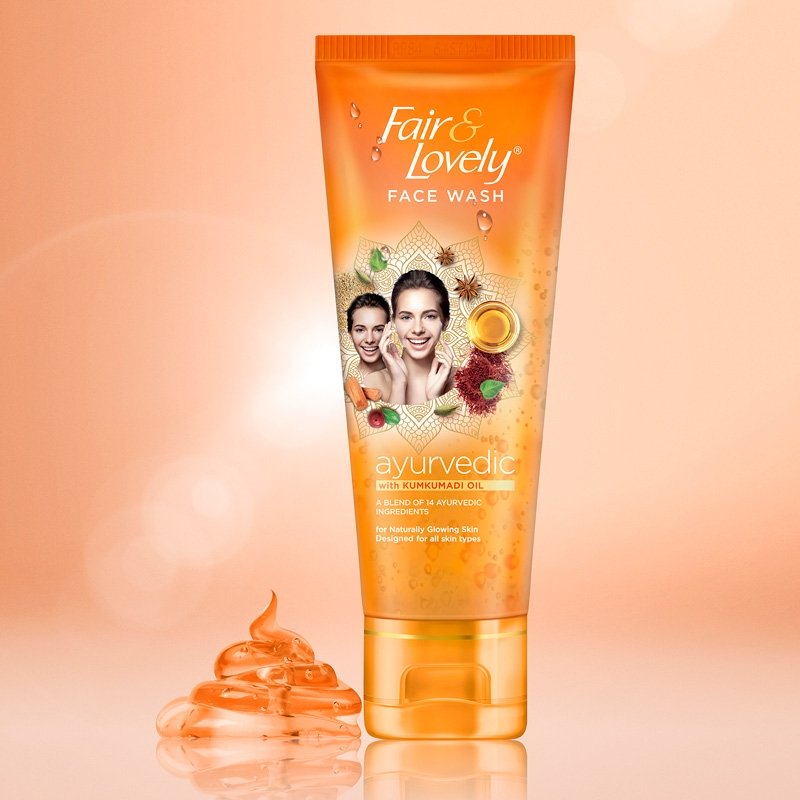 Fair &
Lovely®
FACE WASH
ayurvedic
with KUMKUMADI OIL
A BLEND OF 14 AYURVEDIC
INGREDIENTS
for Naturally Glowing Skin
Designed for all skin types